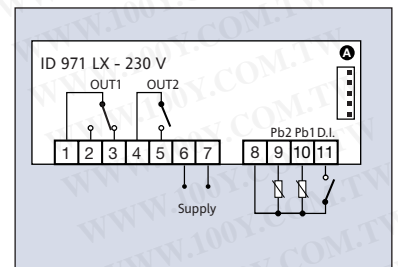 WWW.100Y.COM.TW
A
ID 971 LX - 230 V
OUT1 OUT2
Pb2 Pb1 D.I.
1 2 3 4 5 6 7 8 9 10 11
Supply